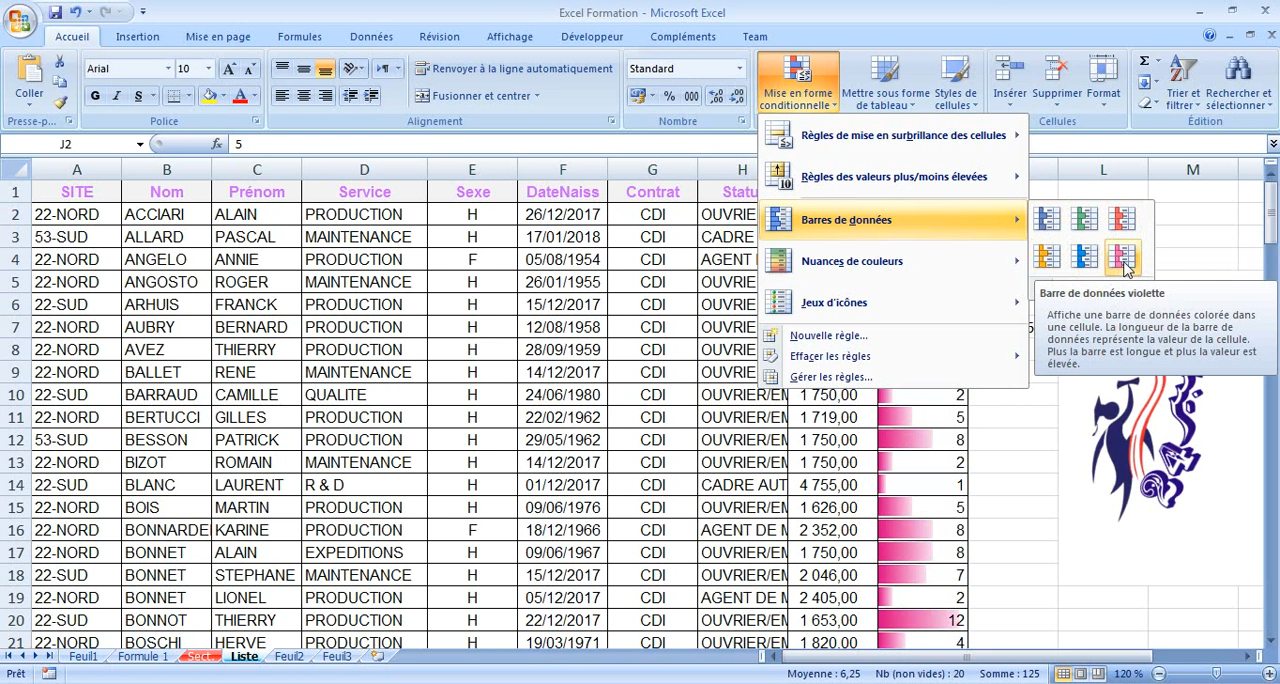 Excel Formation - Microsoft Excel
Accueil Insertion Mise en page Formules Données Révision Affichage Développeur Compléments Team
Coller
Arial 10
G I S
Renvoyer à la ligne automatiquement
Fusionner et centrer
Standard
% 000
Mise en forme conditionnelle
Mettre sous forme de tableau
Styles de cellules
Insérer Supprimer Format
Σ
Trier et filtrer
Rechercher et sélectionner
Presse-p... Police Alignement Nombre Cellules Édition
J2 fx 5
A B C D E F G H L M
1 SITE Nom Prénom Service Sexe DateNaiss Contrat Statu
2 22-NORD ACCIARI ALAIN PRODUCTION H 26/12/2017 CDI OUVRIER
3 53-SUD ALLARD PASCAL MAINTENANCE H 17/01/2018 CDI CADRE
4 22-NORD ANGELO ANNIE PRODUCTION F 05/08/1954 CDI AGENT
5 22-NORD ANGOSTO ROGER MAINTENANCE H 26/01/1955 CDI OUVRIER
6 22-SUD ARHUIS FRANCK PRODUCTION H 15/12/2017 CDI OUVRIER
7 22-NORD AUBRY BERNARD PRODUCTION H 12/08/1958 CDI OUVRIER
8 22-NORD AVEZ THIERRY PRODUCTION H 28/09/1959 CDI OUVRIER
9 22-NORD BALLET RENE MAINTENANCE H 14/12/2017 CDI OUVRIER
10 22-SUD BARRAUD CAMILLE QUALITE H 24/06/1980 CDI OUVRIER/EM 1 750,00 2
11 22-NORD BERTUCCI GILLES PRODUCTION H 22/02/1962 CDI OUVRIER/EM 1 719,00 5
12 53-SUD BESSON PATRICK PRODUCTION H 29/05/1962 CDI OUVRIER/EM 1 750,00 8
13 22-NORD BIZOT ROMAIN MAINTENANCE H 14/12/2017 CDI OUVRIER/EM 1 750,00 2
14 22-SUD BLANC LAURENT R & D H 01/12/2017 CDI CADRE AUT 4 755,00 1
15 22-NORD BOIS MARTIN PRODUCTION H 09/06/1976 CDI OUVRIER/EM 1 626,00 5
16 22-NORD BONNARDEL KARINE PRODUCTION F 18/12/1966 CDI AGENT DE M 2 352,00 8
17 22-NORD BONNET ALAIN EXPEDITIONS H 09/06/1967 CDI OUVRIER/EM 1 750,00 8
18 22-SUD BONNET STEPHANE MAINTENANCE H 15/12/2017 CDI OUVRIER/EM 2 046,00 7
19 22-NORD BONNET LIONEL PRODUCTION H 05/12/2017 CDI AGENT DE M 2 405,00 2
20 22-SUD BONNOT THIERRY PRODUCTION H 22/12/2017 CDI OUVRIER/EM 1 653,00 12
21 22-NORD BOSCHI HERVE PRODUCTION H 19/03/1971 CDI OUVRIER/EM 1 820,00 4
Règles de mise en surbrillance des cellules
Règles des valeurs plus/moins élevées
Barres de données
Nuances de couleurs
Jeux d'icônes
Nouvelle règle...
Effacer les règles
Gérer les règles...
Barre de données violette
Affiche une barre de données colorée dans
une cellule. La longueur de la barre de
données représente la valeur de la cellule.
Plus la barre est longue et plus la valeur est
élevée.
Feuil1 Formule 1 Sect. Liste Feuil2 Feuil3
Prêt Moyenne : 6,25 Nb (non vides) : 20 Somme : 125 120 %